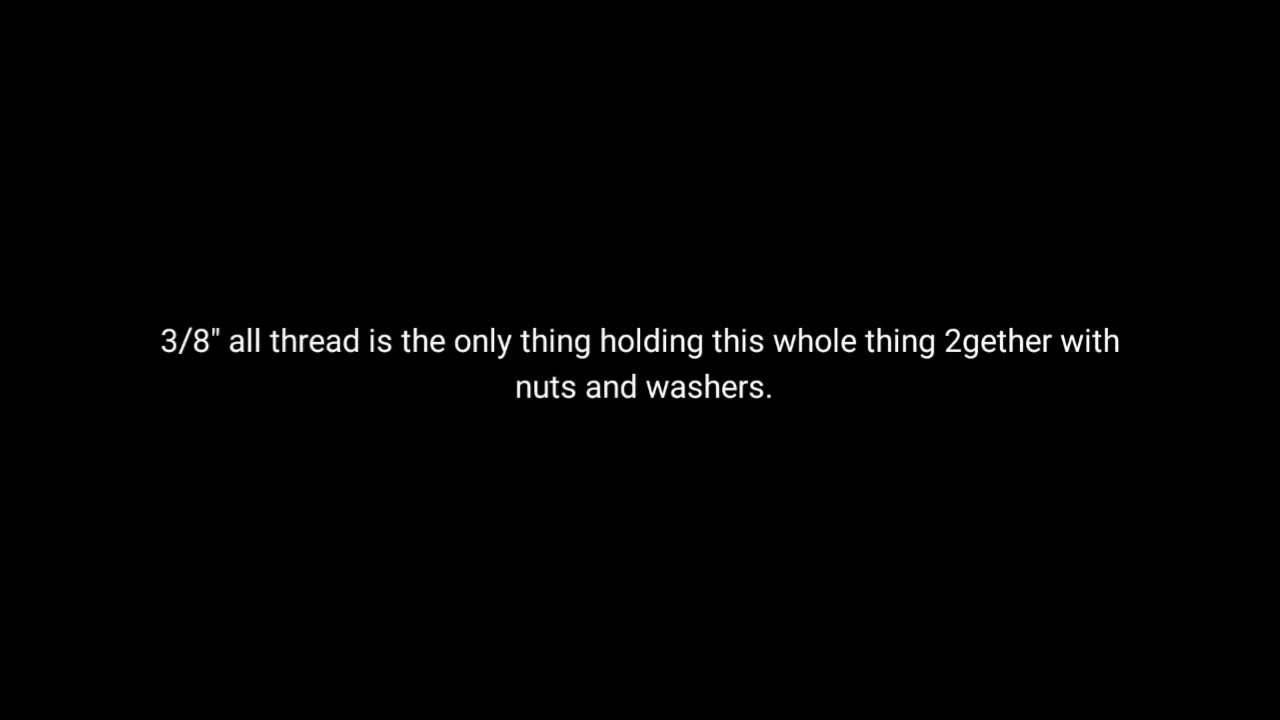 3/8" all thread is the only thing holding this whole thing 2gether with
nuts and washers.